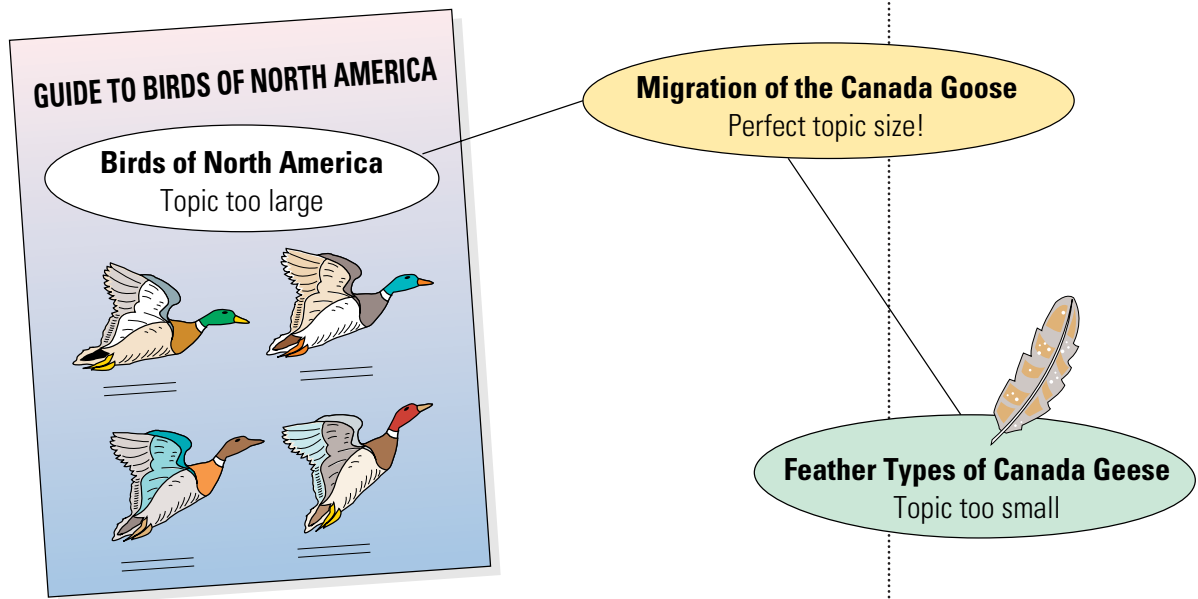 GUIDE TO BIRDS OF NORTH AMERICA
Birds of North America
Topic too large
Migration of the Canada Goose
Perfect topic size!
Feather Types of Canada Geese
Topic too small